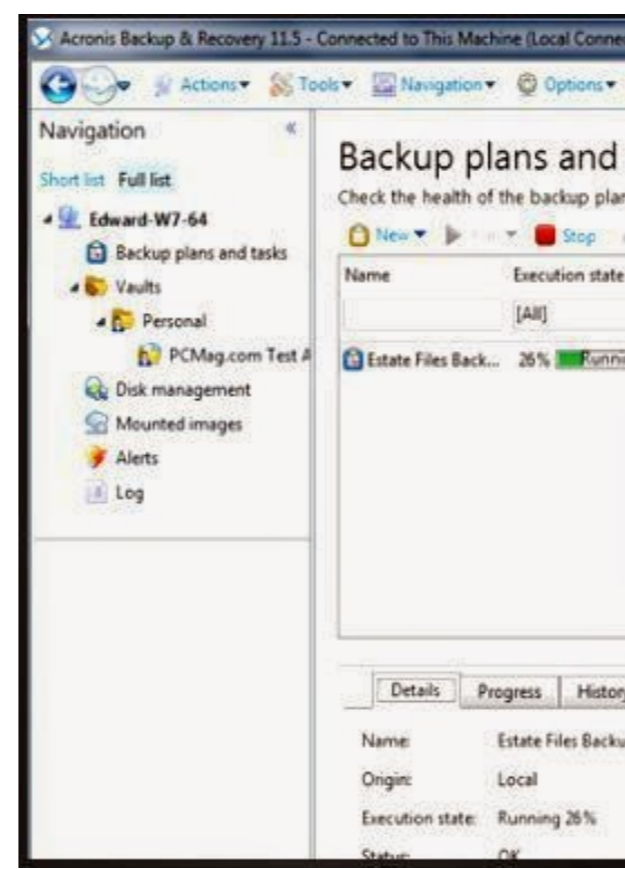 Acronis Backup & Recovery 11.5 - Connected to This Machine (Local Conne
Actions Tools Navigation Options
Navigation
Short list Full list
Edward-W7-64
Backup plans and tasks
Vaults
Personal
PCMag.com Test A
Disk management
Mounted images
Alerts
Log
Backup plans and
Check the health of the backup plan
New Stop
Name Execution state
[All]
Estate Files Back... 26% Runni
Details Progress History
Name: Estate Files Backu
Origin: Local
Execution state: Running 26%
Status: OK